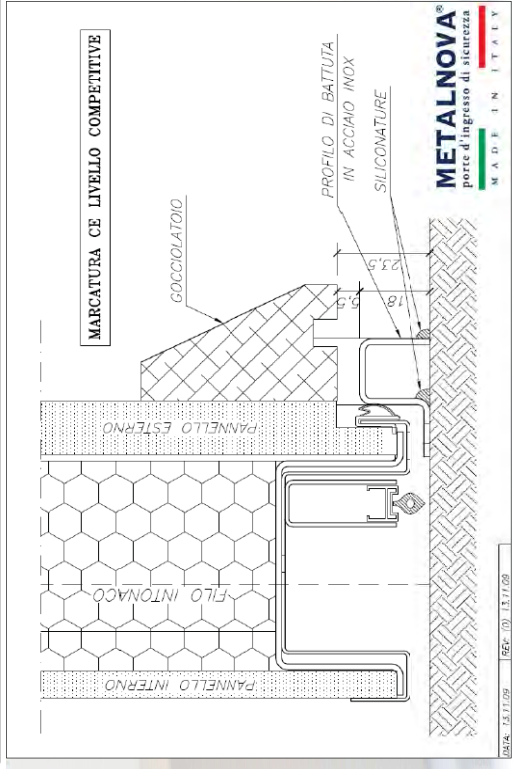 MARCATURA CE LIVELLO COMPETITIVE
GOCCIOLATOIO
PROFILO DI BATTUTA
IN ACCIAIO INOX
SILICONATURE
PANNELLO ESTERNO
FILO INTONACO
PANNELLO INTERNO
5,5
18
23,5
METALNOVA®
porte d'ingresso di sicurezza
MADE IN ITALY
DATA: 13.11.09
REV: (0) 13.11.09